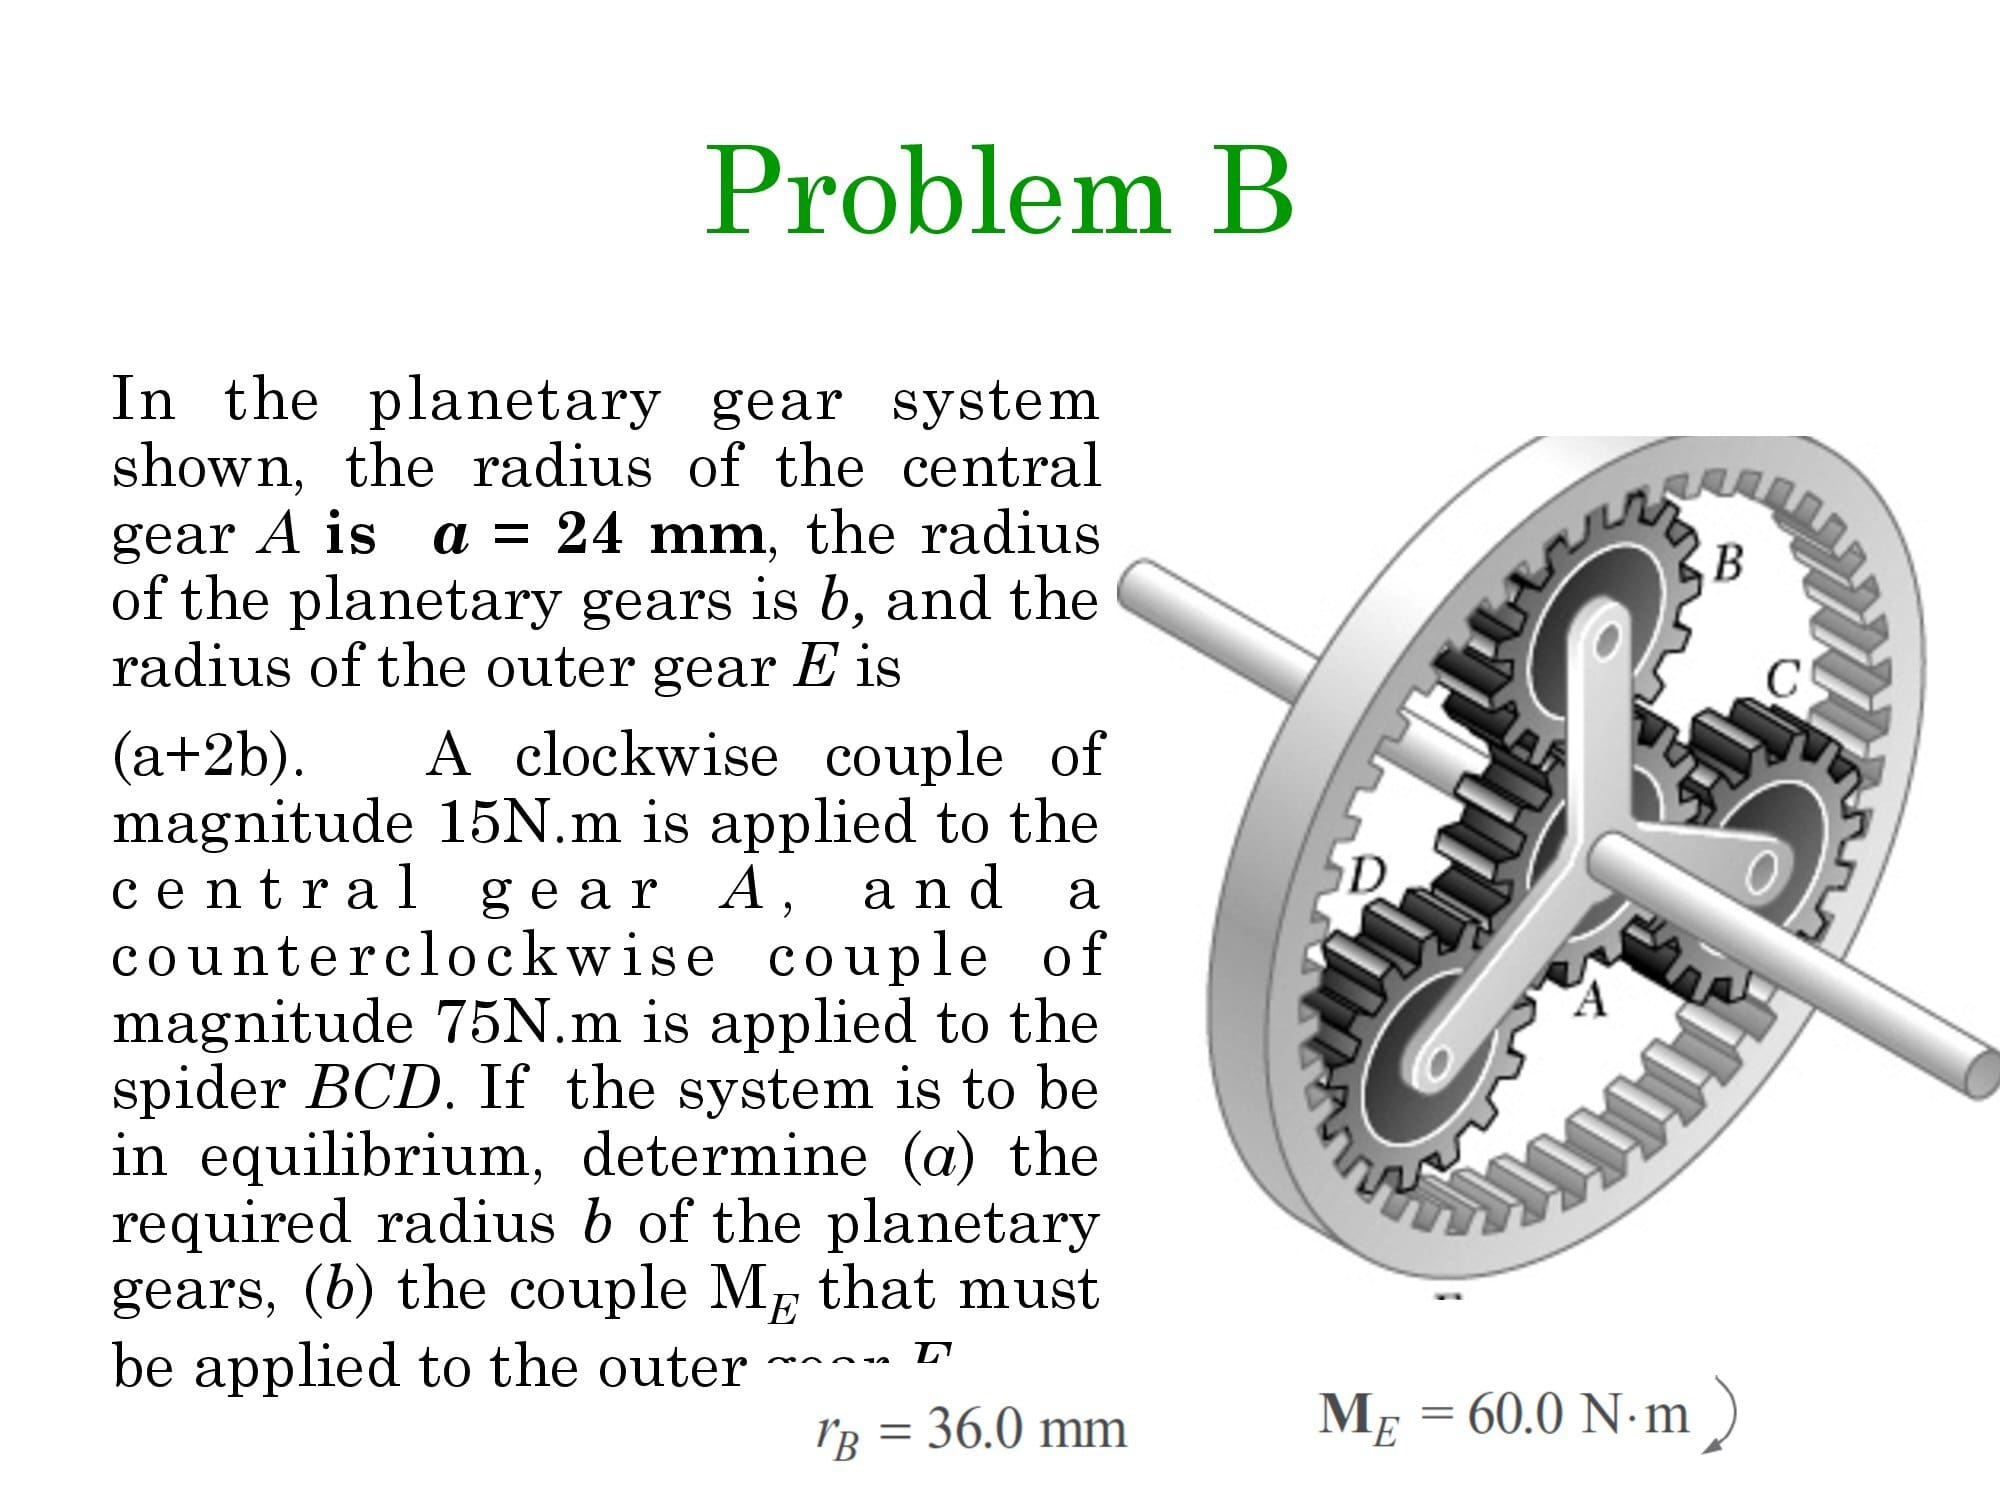 Problem B
In the planetary gear system
shown, the radius of the central
gear A is a = 24 mm, the radius
of the planetary gears is b, and the
radius of the outer gear E is
(a+2b). A clockwise couple of
magnitude 15N.m is applied to the
central gear A, and a
counterclockwise couple of
magnitude 75N.m is applied to the
spider BCD. If the system is to be
in equilibrium, determine (a) the
required radius b of the planetary
gears, (b) the couple M_E that must
be applied to the outer
B
C
D
A
r_B = 36.0 mm
M_E = 60.0 N·m